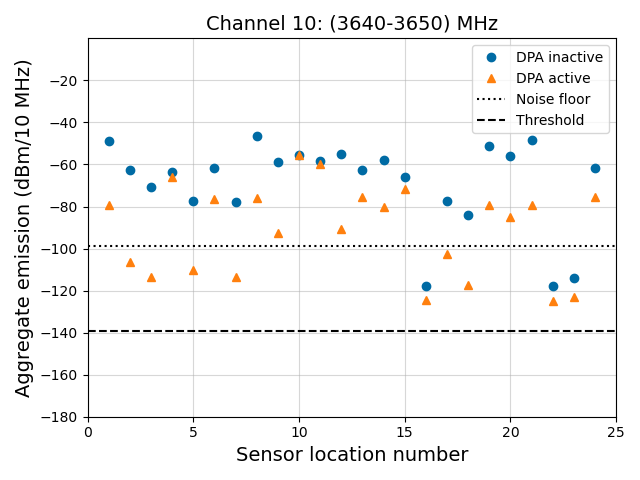 Channel 10: (3640-3650) MHz
DPA inactive
DPA active
Noise floor
Threshold
Aggregate emission (dBm/10 MHz)
−20
−40
−60
−80
−100
−120
−140
−160
−180
0 5 10 15 20 25
Sensor location number